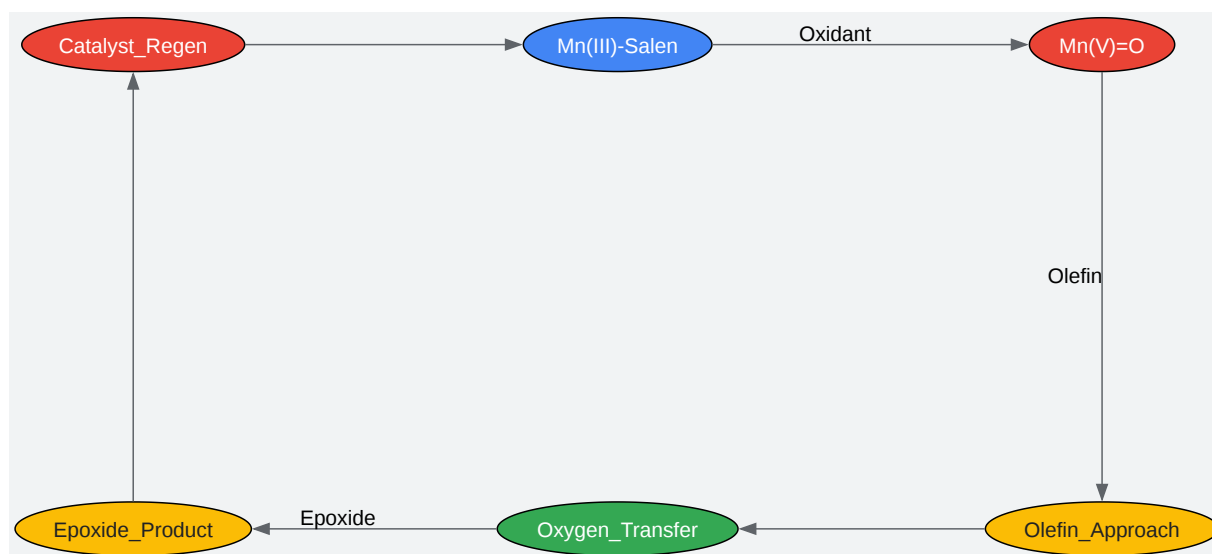 Catalyst_Regen
Mn(III)-Salen
Oxidant
Mn(V)=O
Olefin
Epoxide_Product
Epoxide
Oxygen_Transfer
Olefin_Approach